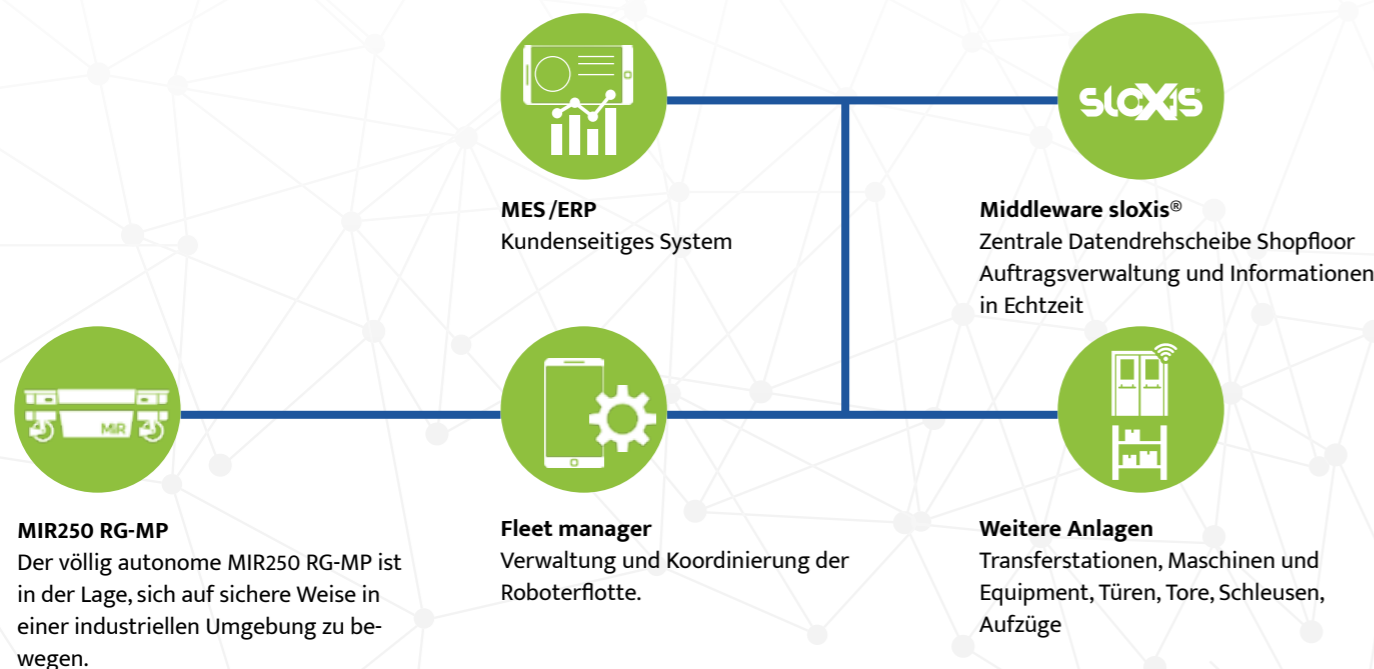 sloXis
MES/ERP
Kundenseitiges System
Middleware sloXis®
Zentrale Datendrehscheibe Shopfloor
Auftragsverwaltung und Informationen
in Echtzeit
MiR
MIR250 RG-MP
Der völlig autonome MIR250 RG-MP ist
in der Lage, sich auf sichere Weise in
einer industriellen Umgebung zu be-
wegen.
Fleet manager
Verwaltung und Koordinierung der
Roboterflotte.
Weitere Anlagen
Transferstationen, Maschinen und
Equipment, Türen, Tore, Schleusen,
Aufzüge